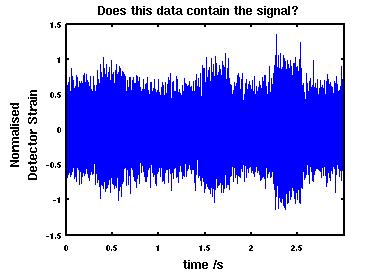 Does this data contain the signal?
1.5
1
0.5
0
-0.5
-1
-1.5
Normalised
Detector Strain
0 0.5 1 1.5 2 2.5
time /s